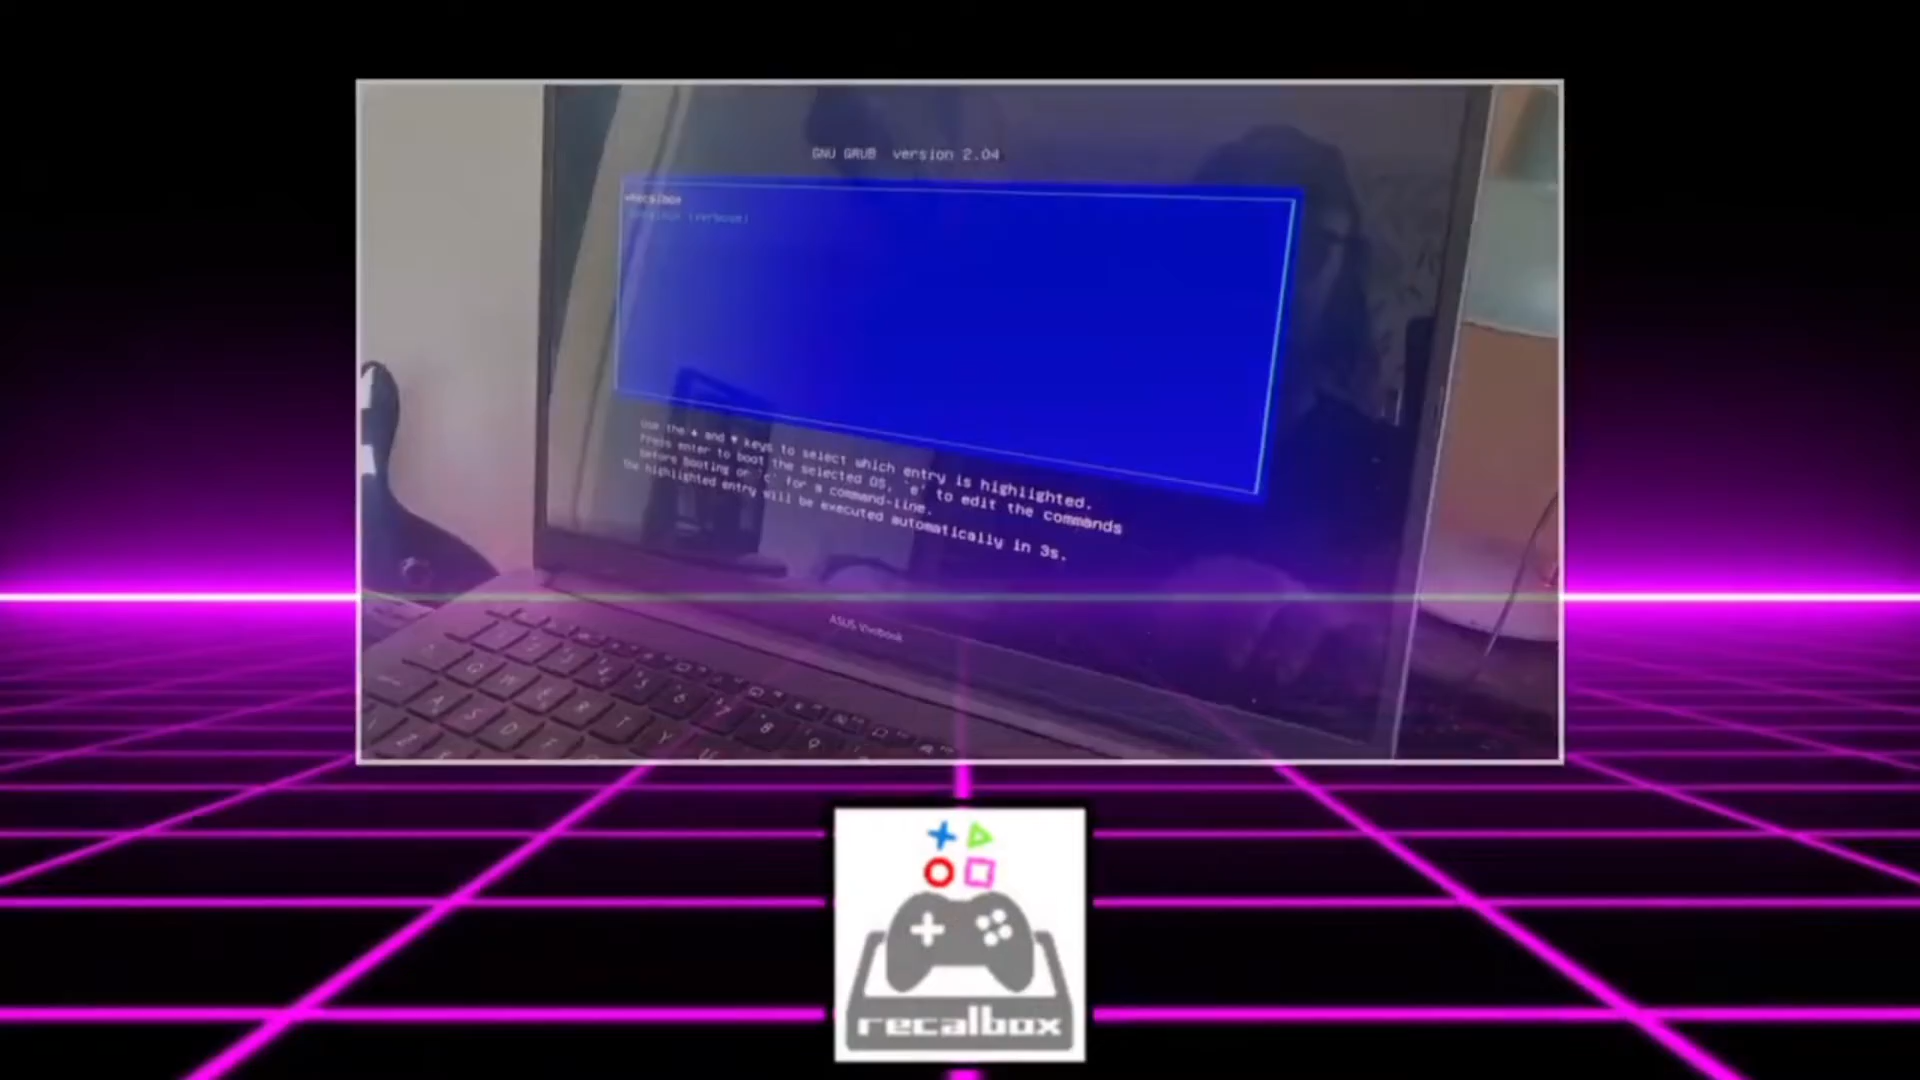 GNU GRUB version 2.04
*Recalbox
Recalbox (verbose)
Use the ▲ and ▼ keys to select which entry is highlighted.
Press enter to boot the selected OS, `e' to edit the commands
before booting or `c' for a command-line.
The highlighted entry will be executed automatically in 3s.
ASUS Vivobook
recalbox